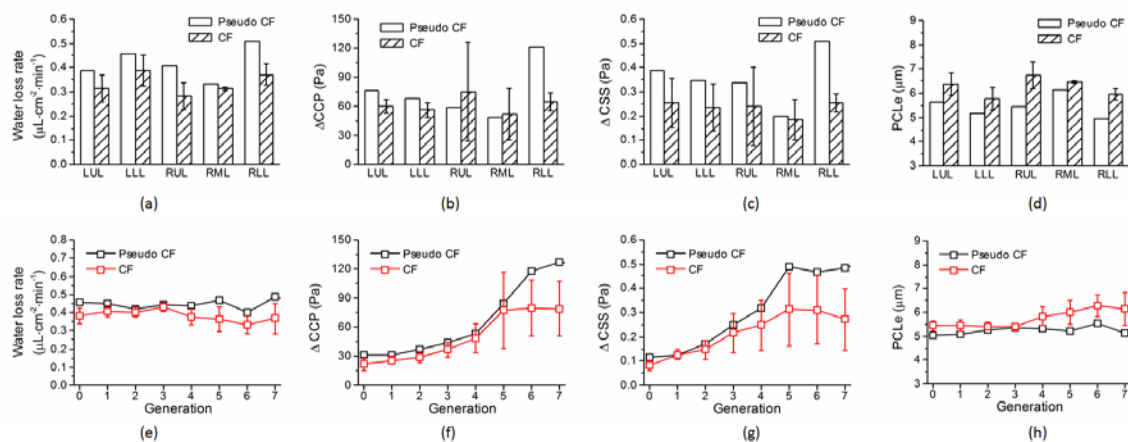 Water loss rate
(µL·cm⁻²·min⁻¹)
0.8
0.7
0.6
0.5
0.4
0.3
0.2
0.1
0.0
Pseudo CF
CF
LUL LLL RUL RML RLL
(a)
ΔCCP (Pa)
150
120
90
60
30
0
Pseudo CF
CF
LUL LLL RUL RML RLL
(b)
Δ CSS (Pa)
0.6
0.5
0.4
0.3
0.2
0.1
0.0
Pseudo CF
CF
LUL LLL RUL RML RLL
(c)
PCLe (µm)
9
8
7
6
5
4
3
Pseudo CF
CF
LUL LLL RUL RML RLL
(d)
Water loss rate
(µL·cm⁻²·min⁻¹)
0.8
0.7
0.6
0.5
0.4
0.3
0.2
0.1
0.0
Pseudo CF
CF
0 1 2 3 4 5 6 7
Generation
(e)
Δ CCP (Pa)
150
120
90
60
30
0
Pseudo CF
CF
0 1 2 3 4 5 6 7
Generation
(f)
Δ CSS (Pa)
0.6
0.5
0.4
0.3
0.2
0.1
0.0
Pseudo CF
CF
0 1 2 3 4 5 6 7
Generation
(g)
PCLe (µm)
9
8
7
6
5
4
3
Pseudo CF
CF
0 1 2 3 4 5 6 7
Generation
(h)